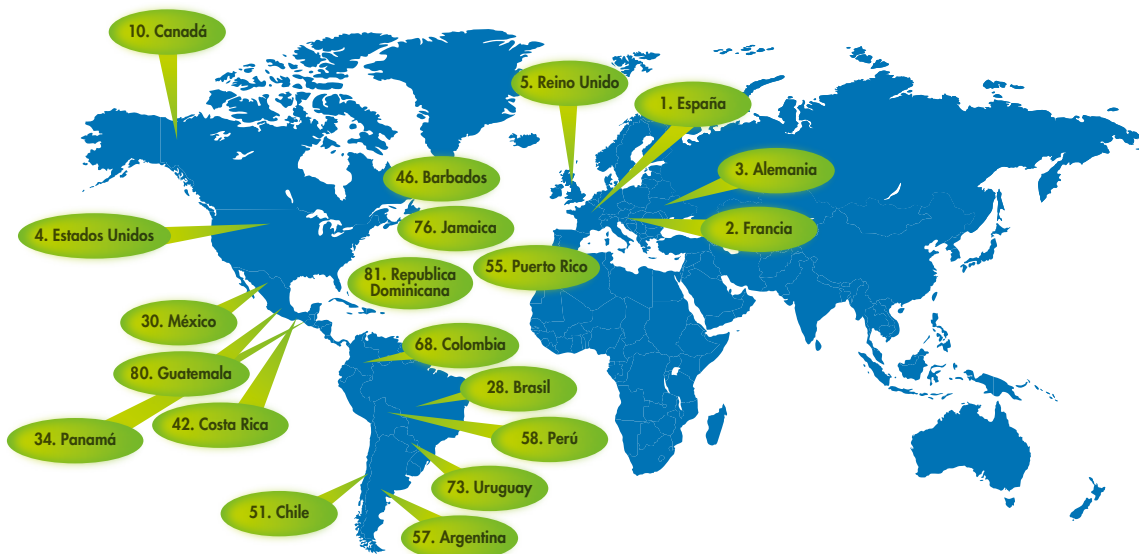 10. Canadá
5. Reino Unido
1. España
46. Barbados
3. Alemania
4. Estados Unidos
76. Jamaica
2. Francia
81. Republica
Dominicana
55. Puerto Rico
30. México
68. Colombia
80. Guatemala
28. Brasil
42. Costa Rica
34. Panamá
58. Perú
73. Uruguay
51. Chile
57. Argentina